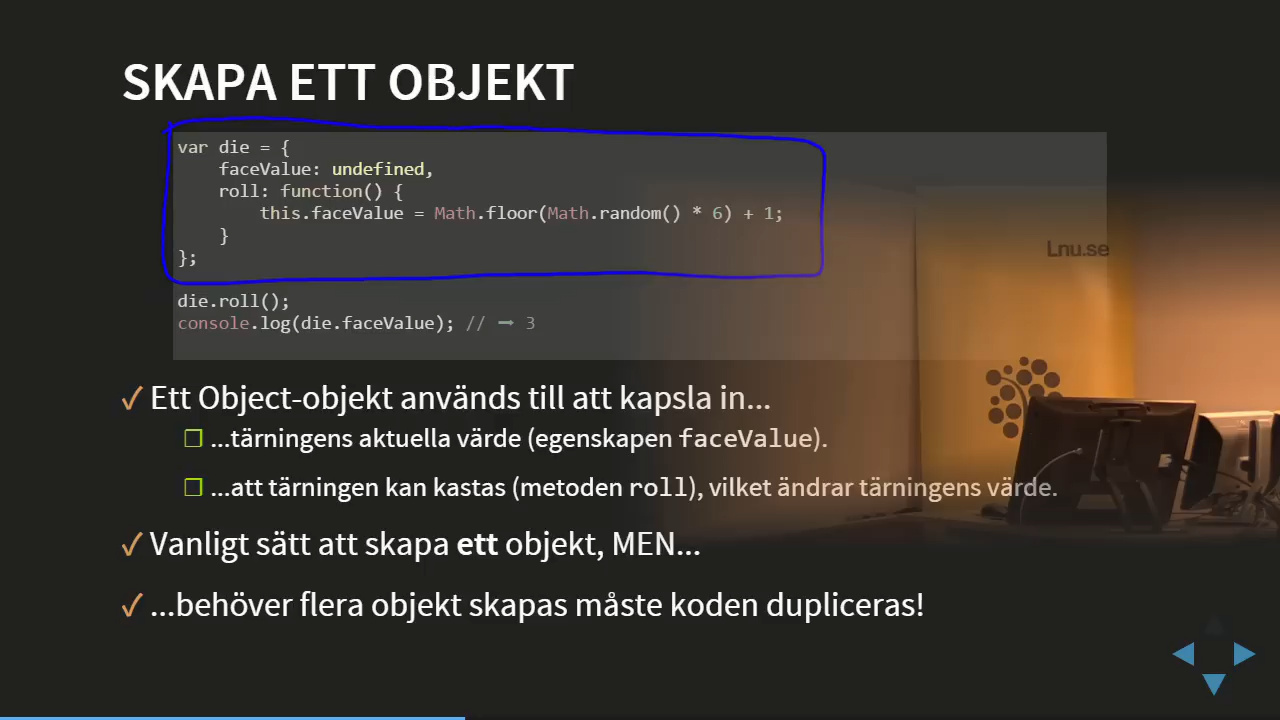 SKAPA ETT OBJEKT
var die = {
    faceValue: undefined,
    roll: function() {
        this.faceValue = Math.floor(Math.random() * 6) + 1;
    }
};
die.roll();
console.log(die.faceValue); // ➞ 3
Lnu.se
✓ Ett Object-objekt används till att kapsla in...
❒ ...tärningens aktuella värde (egenskapen faceValue).
❒ ...att tärningen kan kastas (metoden roll), vilket ändrar tärningens värde.
✓ Vanligt sätt att skapa ett objekt, MEN...
✓ ...behöver flera objekt skapas måste koden dupliceras!